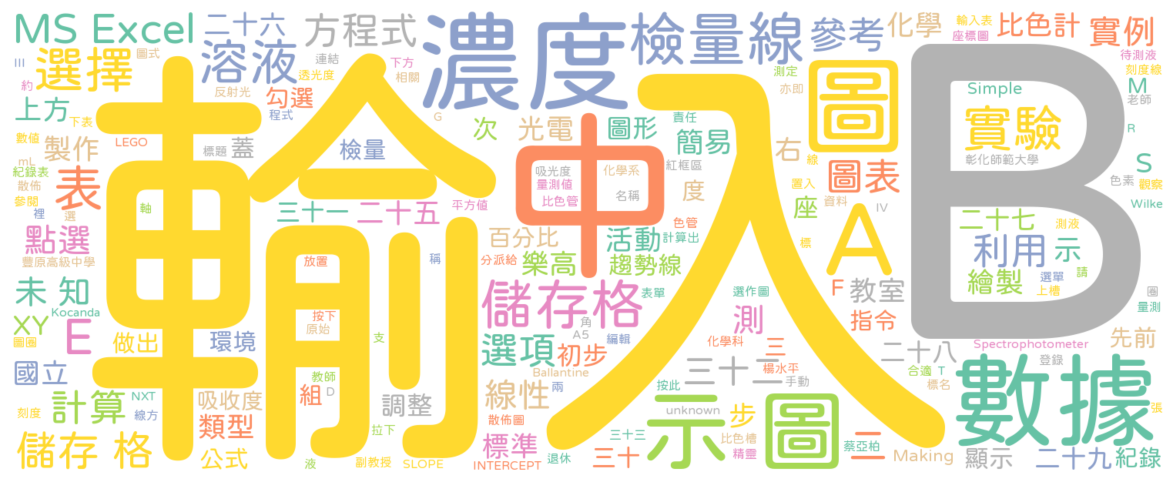 MS Excel
二十六
方程式
濃度
檢量線
參考
化學
輸入表
座標圖
比色計
實例
III
圖式
選擇
約
溶液
連結
透光度
反射光
下方
相關
勾選
程式
測定
亦即
圖
待測液
刻度線
M
老師
Simple
上方
下表
數值
LEGO
製作
標題
蓋
檢量
G
次
光電
圖形
責任
簡易
右
線
實驗
R
彰化師範大學
mL
紀錄表
散佈
參閱
表
裡
選
軸
輸入
中
吸光度
量測值
比色管
化學系
名稱
紅框區
度
置入
座
資料
圖表
IV
A
B
S
色素
觀察
Wilke
三十一
二十五
平方值
點選
豐原高級中學
百分比
活動
色管
計算出
標
二十七
測液
利用
示
放置
稱
分派給
樂高
趨勢線
未知
Kocanda
儲存格
表單
選作圖
F
教室
繪製
選單
請
上槽
圈
量測
XY
圖圈
E
做出
環境
按下
原始
支
角
A5
編輯
測
指令
先前
國立
教師
選項
初步
化學科
三
楊水平
二十八
Spectrophotometer
登錄
刻度
計算
NXT
線方
吸收度
組
D
調整
Ballantine
兩
線性
按此
三十二
手動
合適
T
標名
數據
張
儲存 格
類型
公式
拉下
散佈圖
unknown
步
示圖
三十三
比色槽
精靈
蔡亞柏
二
液
副教授
SLOPE
標準
INTERCEPT
退休
三十
Making
顯示
二十九
紀錄